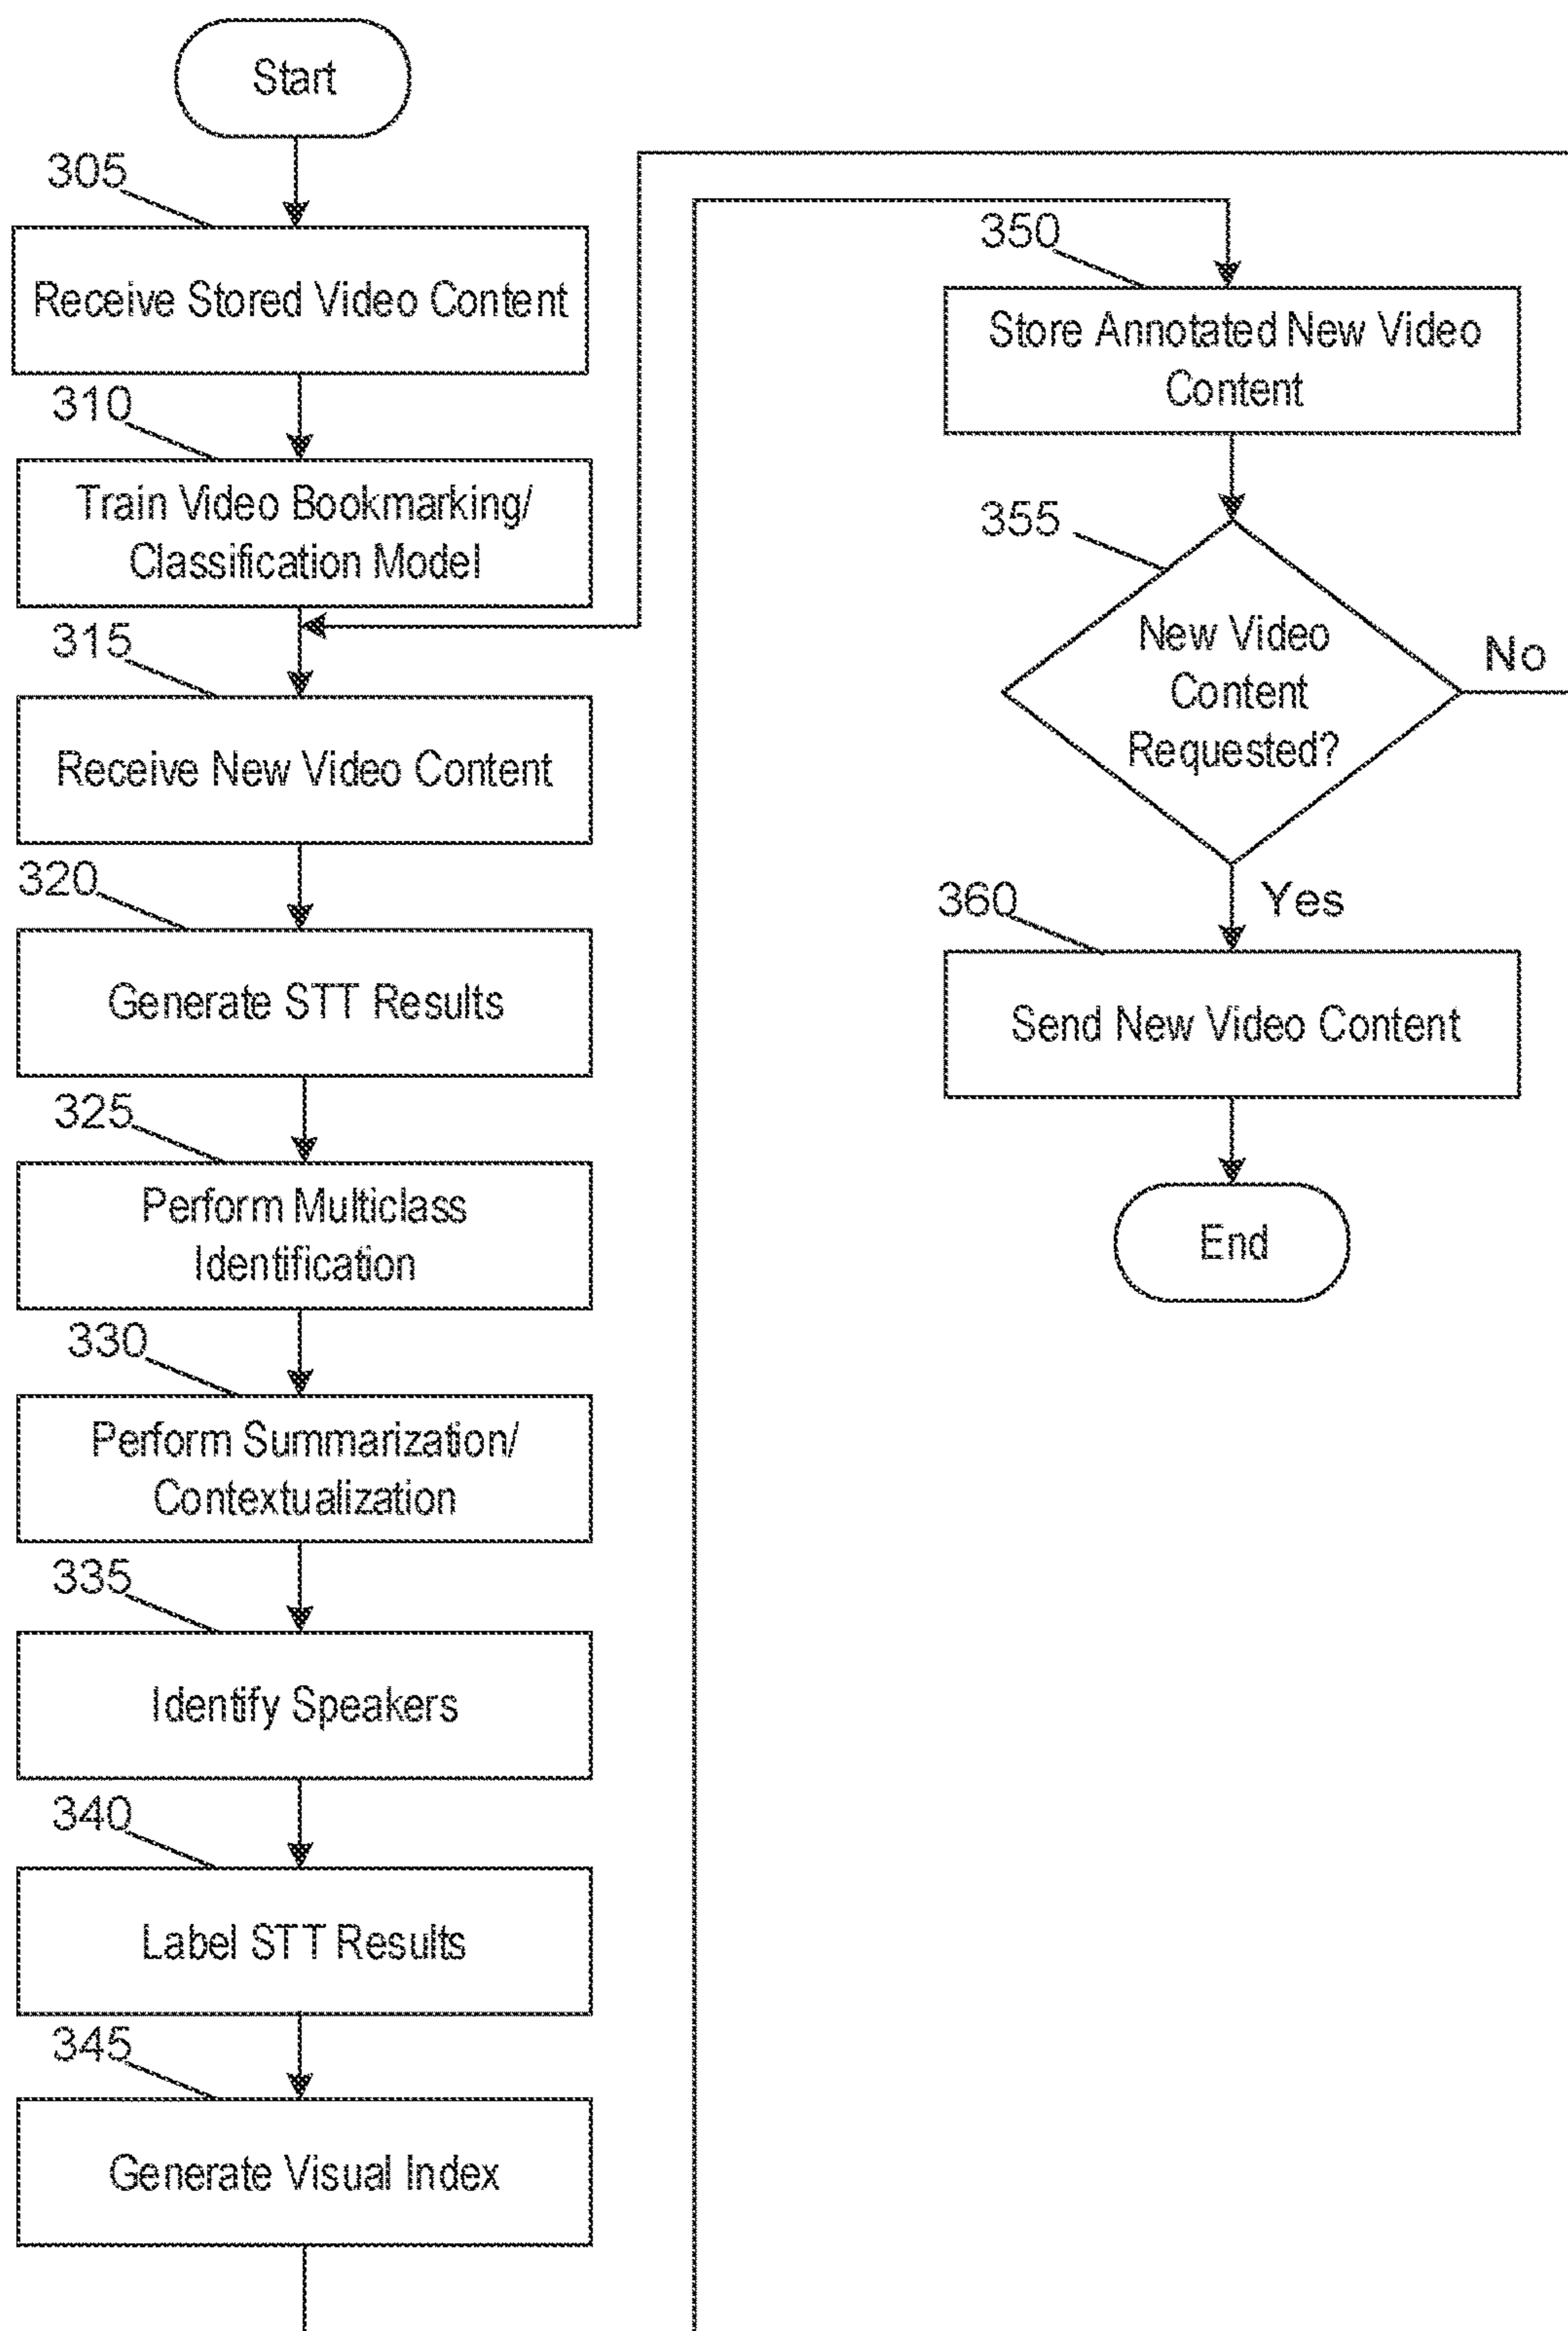 Start
305
Receive Stored Video Content
310
Train Video Bookmarking/
Classification Model
315
Receive New Video Content
320
Generate STT Results
325
Perform Multiclass
Identification
330
Perform Summarization/
Contextualization
335
Identify Speakers
340
Label STT Results
345
Generate Visual Index
350
Store Annotated New Video
Content
355
New Video
Content
Requested?
No
Yes
360
Send New Video Content
End